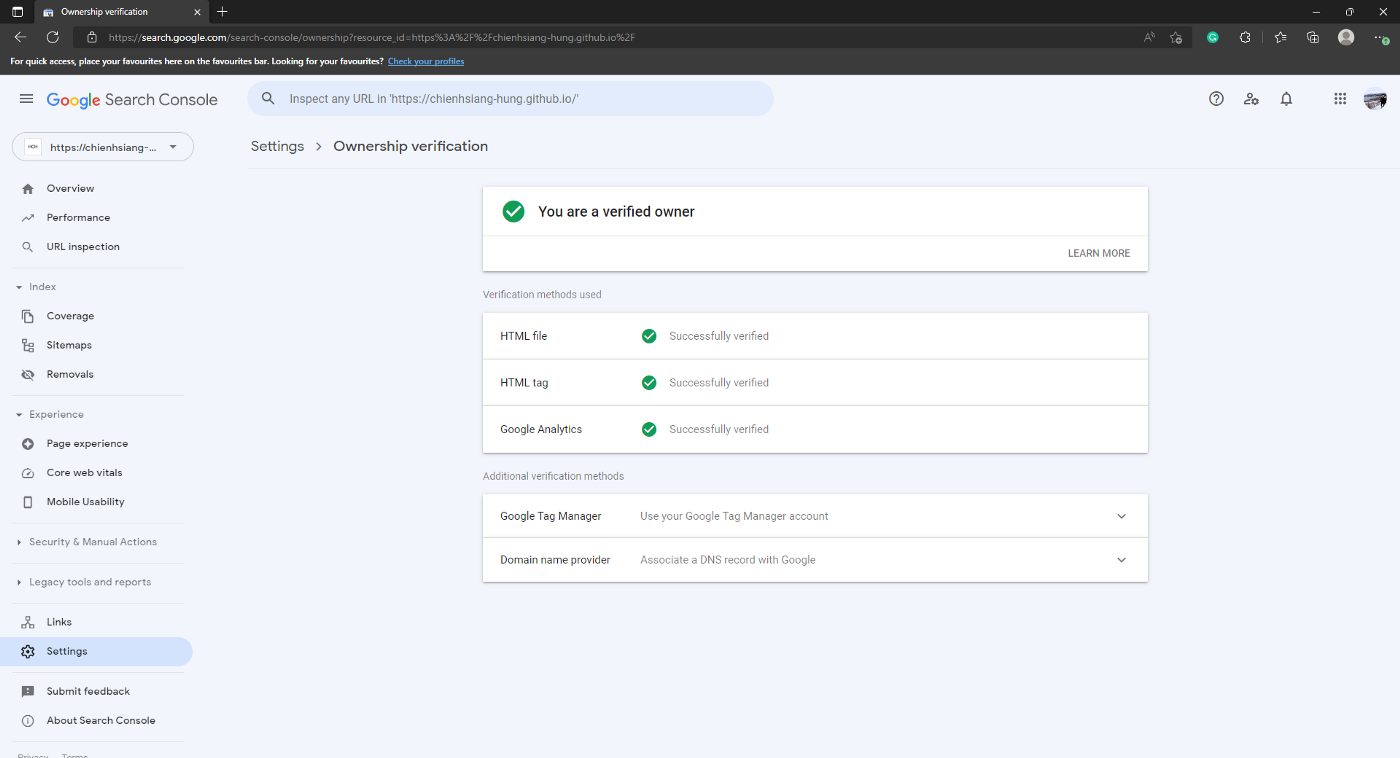 Ownership verification
https://search.google.com/search-console/ownership?resource_id=https%3A%2F%2Fchienhsiang-hung.github.io%2F
For quick access, place your favourites here on the favourites bar. Looking for your favourites? Check your profiles
Google Search Console
Inspect any URL in 'https://chienhsiang-hung.github.io/'
https://chienhsiang-...
Settings > Ownership verification
Overview
Performance
URL inspection
Index
Coverage
Sitemaps
Removals
Experience
Page experience
Core web vitals
Mobile Usability
Security & Manual Actions
Legacy tools and reports
Links
Settings
Submit feedback
About Search Console
Privacy Terms
You are a verified owner
LEARN MORE
Verification methods used
HTML file Successfully verified
HTML tag Successfully verified
Google Analytics Successfully verified
Additional verification methods
Google Tag Manager Use your Google Tag Manager account
Domain name provider Associate a DNS record with Google